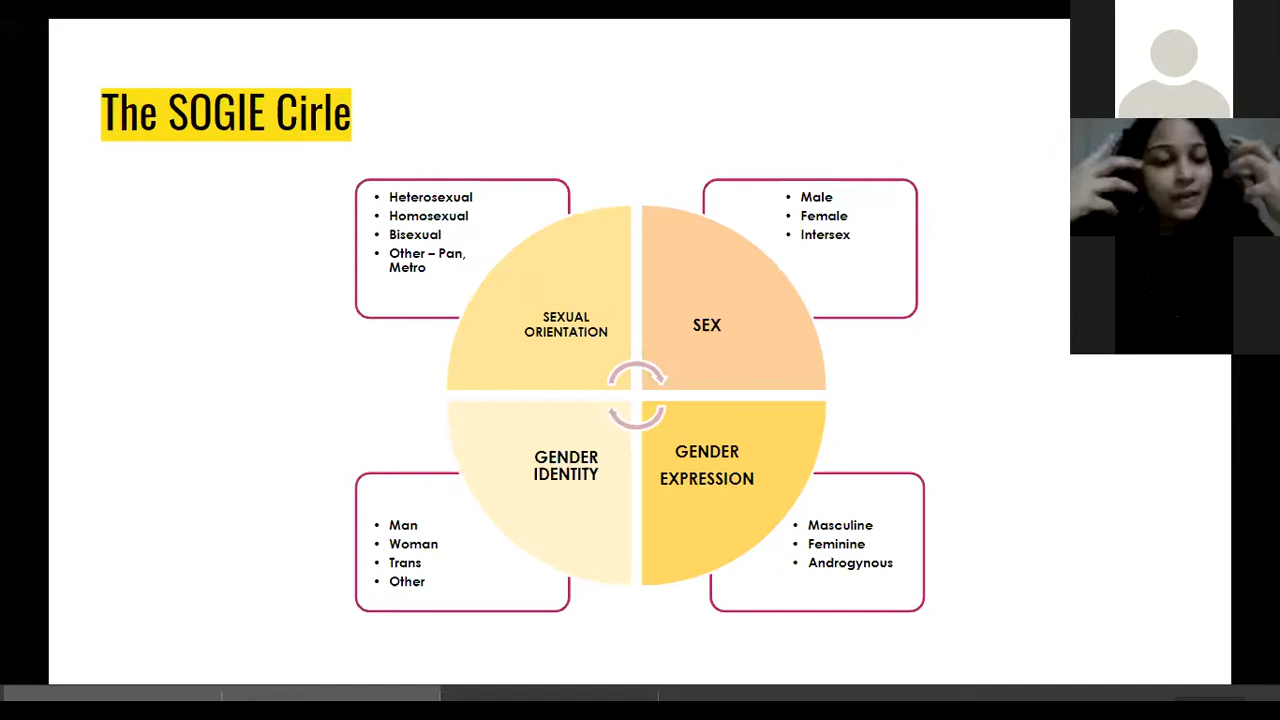 The SOGIE Cirle
• Heterosexual
• Homosexual
• Bisexual
• Other – Pan,
Metro
• Male
• Female
• Intersex
SEXUAL
ORIENTATION
SEX
GENDER
IDENTITY
GENDER
EXPRESSION
• Man
• Woman
• Trans
• Other
• Masculine
• Feminine
• Androgynous